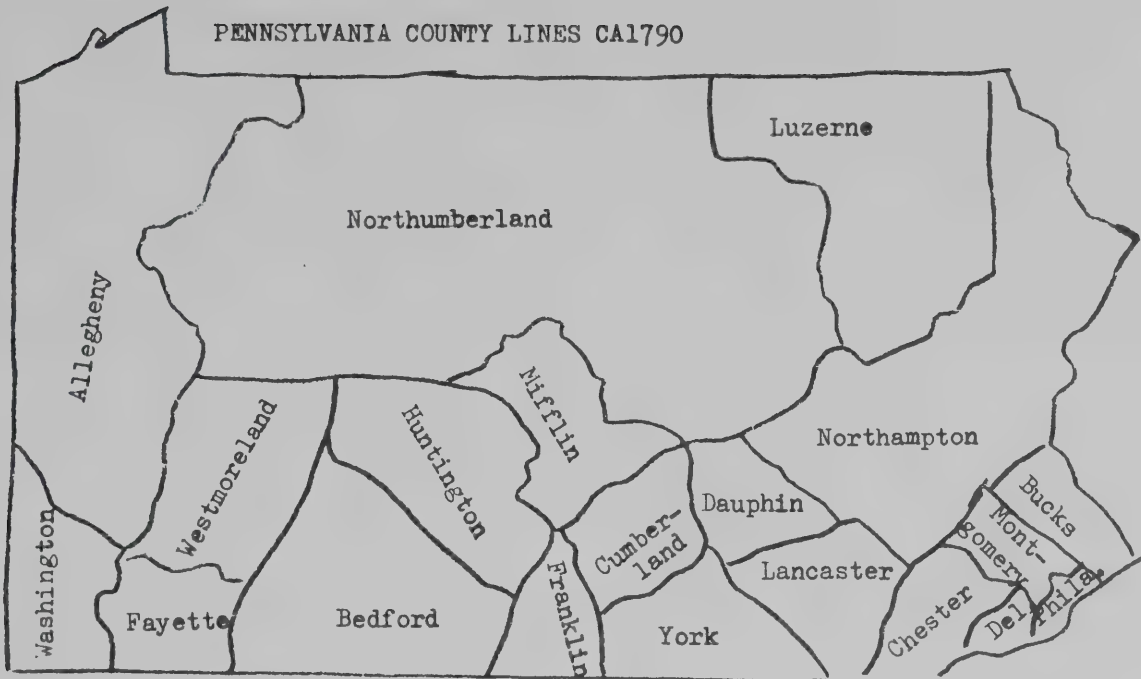 PENNSYLVANIA COUNTY LINES CA1790
Luzerne
Northumberland
Allegheny
Mifflin
Huntington
Westmoreland
Northampton
Bucks
Dauphin
Mont-
gomery
Cumber-
land
Washington
Lancaster
Franklin
Chester
Del
Phila.
Fayette
Bedford
York